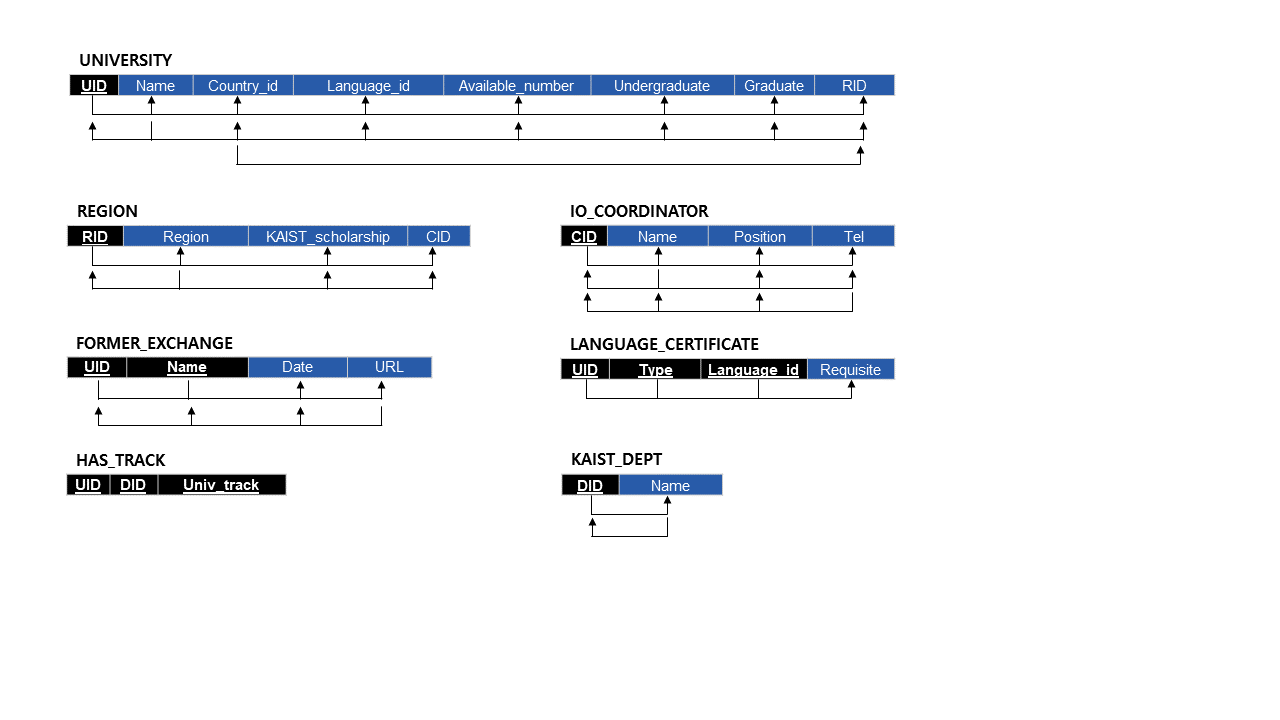 UNIVERSITY
UID Name Country_id Language_id Available_number Undergraduate Graduate RID
REGION
RID Region KAIST_scholarship CID
IO_COORDINATOR
CID Name Position Tel
FORMER_EXCHANGE
UID Name Date URL
LANGUAGE_CERTIFICATE
UID Type Language_id Requisite
HAS_TRACK
UID DID Univ_track
KAIST_DEPT
DID Name